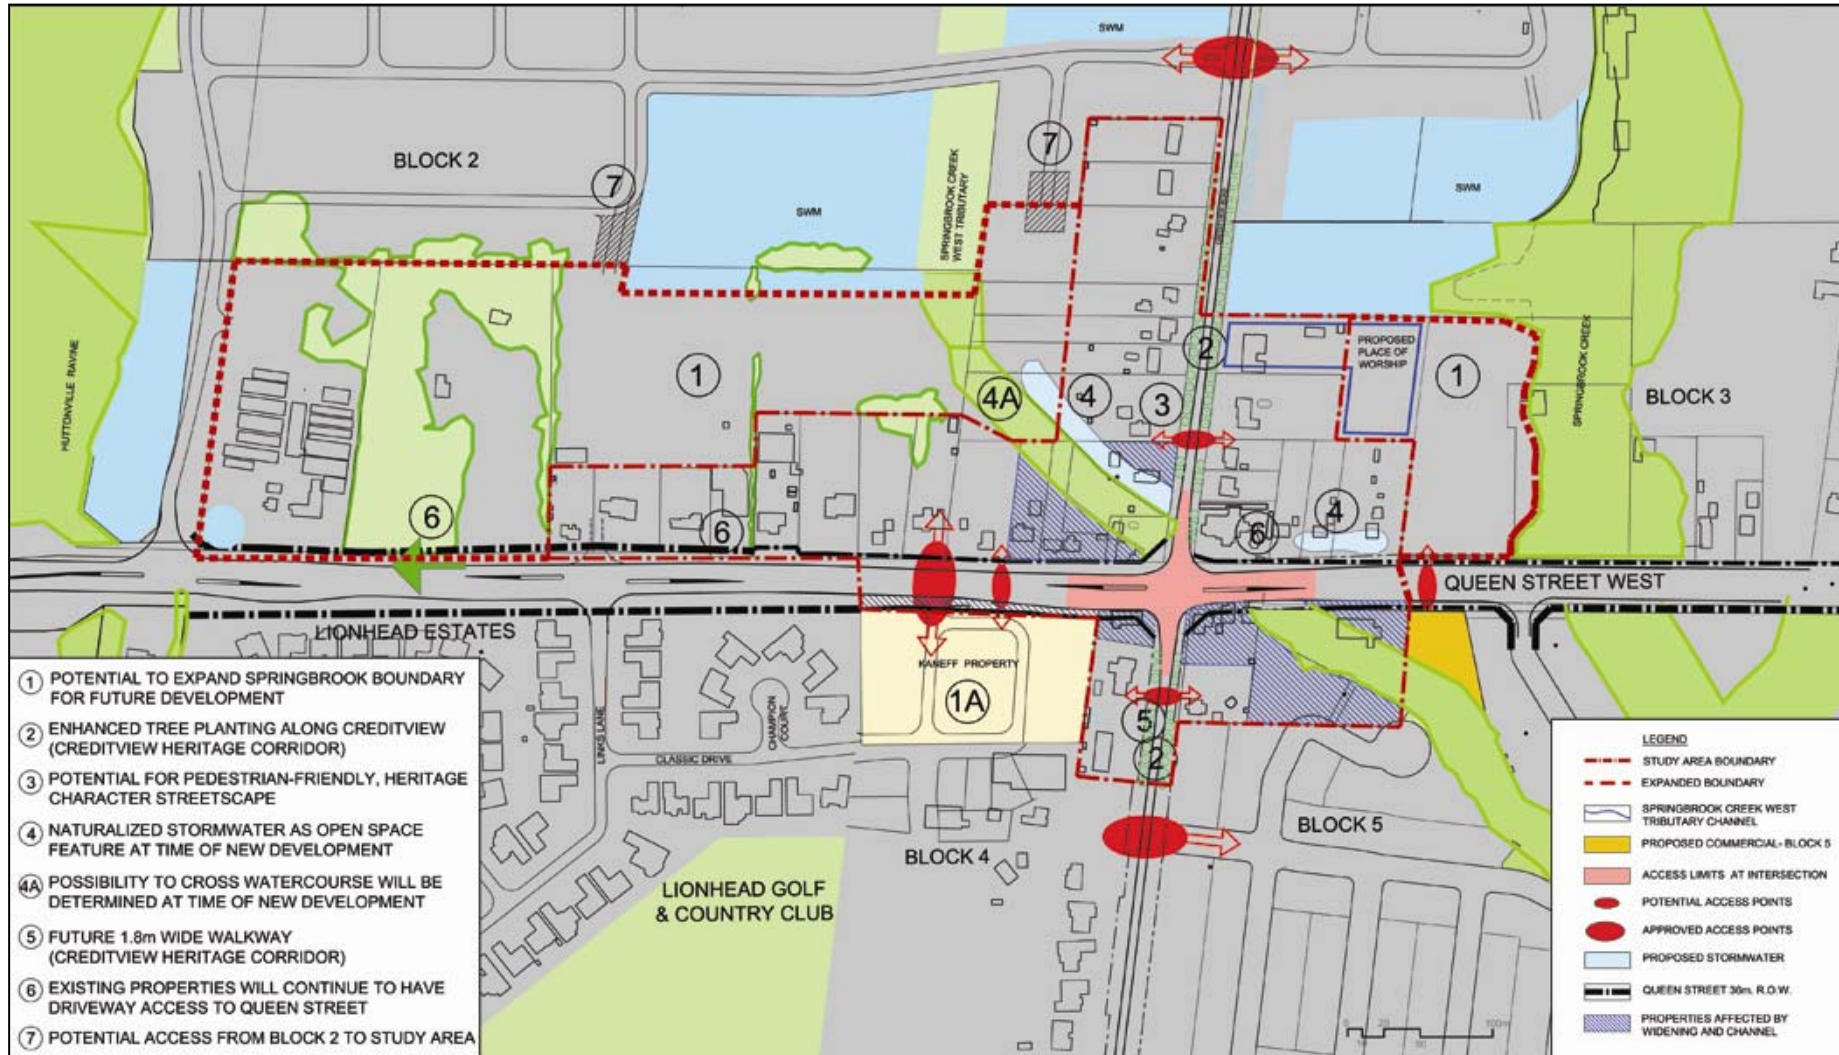 SWM
BLOCK 2
7
7
SWM
SPRINGBROOK CREEK
WEST TRIBUTARY
SWM
HUTTONVILLE RAVINE
1
2
PROPOSED
PLACE OF
WORSHIP
1
SPRINGBROOK CREEK
BLOCK 3
4A
4
3
6
6
6
4
QUEEN STREET WEST
LIONHEAD ESTATES
KANEFF PROPERTY
1A
5
2
LINKS LANE
CHAMPION
COURT
CLASSIC DRIVE
BLOCK 4
BLOCK 5
LIONHEAD GOLF
& COUNTRY CLUB
1 POTENTIAL TO EXPAND SPRINGBROOK BOUNDARY
FOR FUTURE DEVELOPMENT
2 ENHANCED TREE PLANTING ALONG CREDITVIEW
(CREDITVIEW HERITAGE CORRIDOR)
3 POTENTIAL FOR PEDESTRIAN-FRIENDLY, HERITAGE
CHARACTER STREETSCAPE
4 NATURALIZED STORMWATER AS OPEN SPACE
FEATURE AT TIME OF NEW DEVELOPMENT
4A POSSIBILITY TO CROSS WATERCOURSE WILL BE
DETERMINED AT TIME OF NEW DEVELOPMENT
5 FUTURE 1.8m WIDE WALKWAY
(CREDITVIEW HERITAGE CORRIDOR)
6 EXISTING PROPERTIES WILL CONTINUE TO HAVE
DRIVEWAY ACCESS TO QUEEN STREET
7 POTENTIAL ACCESS FROM BLOCK 2 TO STUDY AREA
LEGEND
STUDY AREA BOUNDARY
EXPANDED BOUNDARY
SPRINGBROOK CREEK WEST
TRIBUTARY CHANNEL
PROPOSED COMMERCIAL- BLOCK 5
ACCESS LIMITS AT INTERSECTION
POTENTIAL ACCESS POINTS
APPROVED ACCESS POINTS
PROPOSED STORMWATER
QUEEN STREET 36m. R.O.W.
PROPERTIES AFFECTED BY
WIDENING AND CHANNEL
0 100m